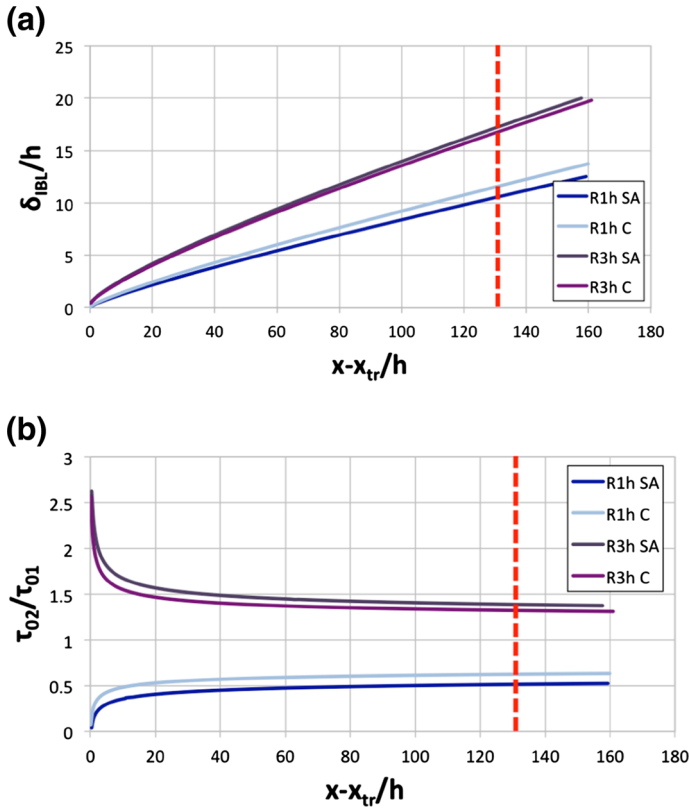 (a)
25
20
15
10
5
0
δIBL/h
0 20 40 60 80 100 120 140 160 180
x-xtr/h
R1h SA
R1h C
R3h SA
R3h C
(b)
3
2.5
2
1.5
1
0.5
0
τ02/τ01
0 20 40 60 80 100 120 140 160 180
x-xtr/h
R1h SA
R1h C
R3h SA
R3h C